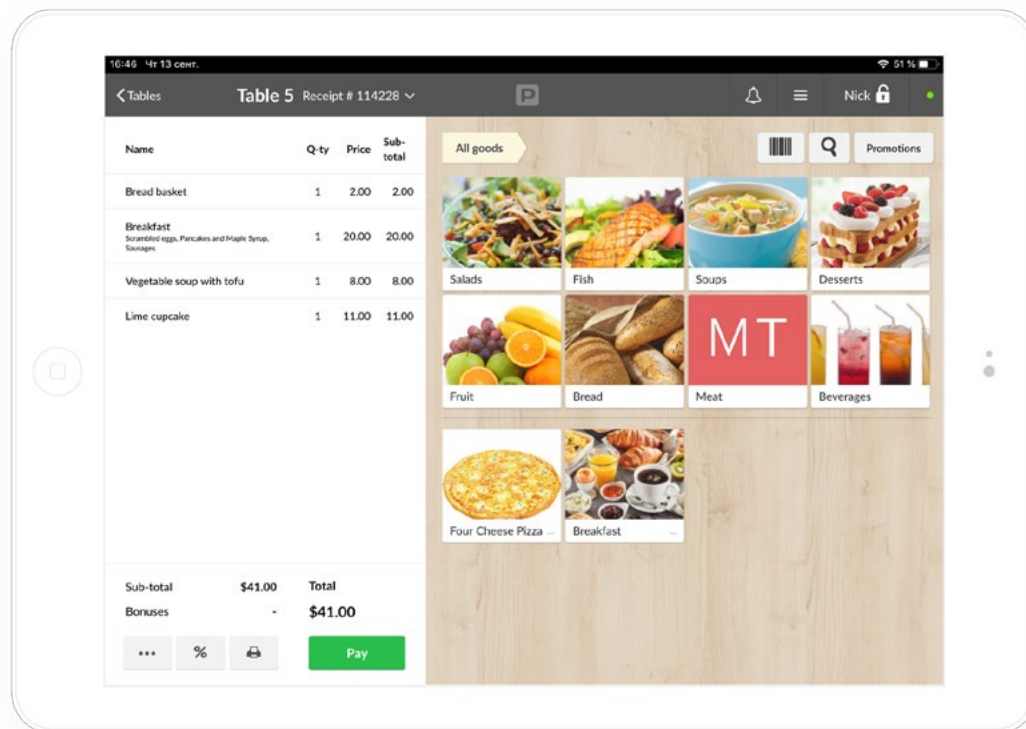 16:46 Чт 13 сент.
51 %
Tables
Table 5 Receipt # 114228
P
Nick
Name Q-ty Price Sub-
total
Bread basket 1 2.00 2.00
Breakfast
Scrambled eggs, Pancakes and Maple Syrup,
Sausages
1 20.00 20.00
Vegetable soup with tofu 1 8.00 8.00
Lime cupcake 1 11.00 11.00
Sub-total $41.00
Bonuses -
Total
$41.00
•••
%
Pay
All goods
Promotions
Salads
Fish
Soups
Desserts
Fruit
Bread
MT
Meat
Beverages
Four Cheese Pizza ...
Breakfast ...